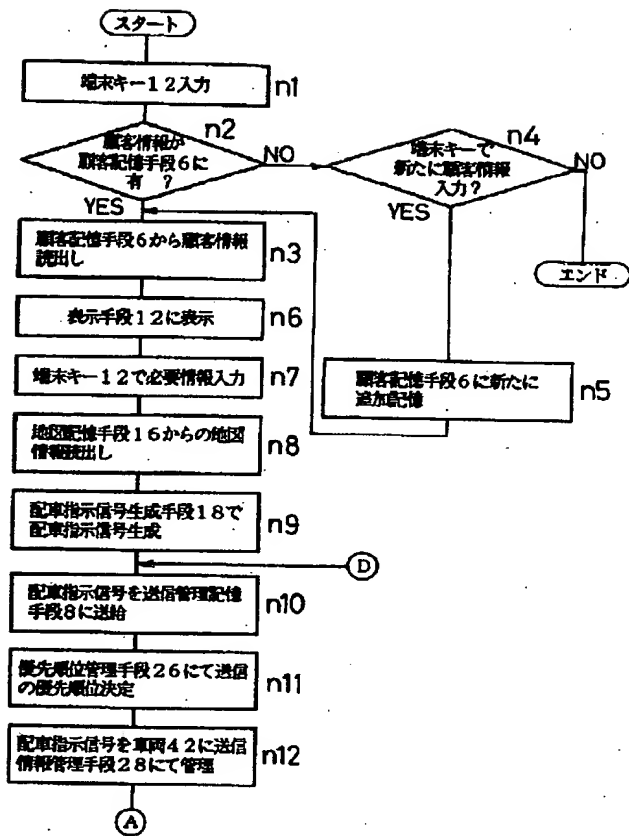 スタート
端末キー12入力
n1
顧客情報が
顧客記憶手段6に
有 ?
n2
NO
YES
端末キーで
新たに顧客情報
入力?
n4
NO
YES
エンド
顧客記憶手段6から顧客情報
読出し
n3
表示手段12に表示
n6
端末キー12で必要情報入力
n7
顧客記憶手段6に新たに
追加記憶
n5
地図記憶手段16からの地図
情報読出し
n8
配車指示信号生成手段18で
配車指示信号生成
n9
D
配車指示信号を送信管理記憶
手段8に送給
n10
優先順位管理手段26にて送信
の優先順位決定
n11
配車指示信号を車両42に送信
情報管理手段28にて管理
n12
A